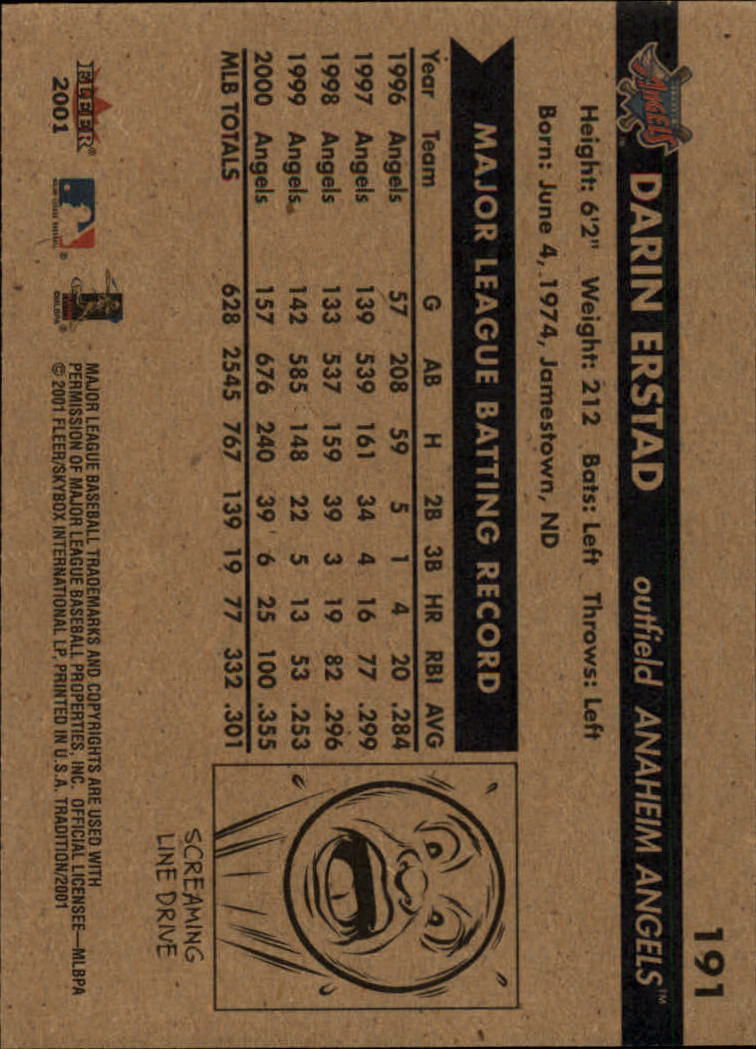 191
ANGELS
DARIN ERSTAD outfield ANAHEIM ANGELS™
Height: 6'2" Weight: 212 Bats: Left Throws: Left
Born: June 4, 1974, Jamestown, ND
MAJOR LEAGUE BATTING RECORD
Year Team G AB H 2B 3B HR RBI AVG
1996 Angels 57 208 59 5 1 4 20 .284
1997 Angels 139 539 161 34 4 16 77 .299
1998 Angels 133 537 159 39 3 19 82 .296
1999 Angels 142 585 148 22 5 13 53 .253
2000 Angels 157 676 240 39 6 25 100 .355
MLB TOTALS 628 2545 767 139 19 77 332 .301
SCREAMING
LINE DRIVE
FLEER®
2001
MAJOR LEAGUE BASEBALL TRADEMARKS AND COPYRIGHTS ARE USED WITH
PERMISSION OF MAJOR LEAGUE BASEBALL PROPERTIES, INC. OFFICIAL LICENSEE—MLBPA
© 2001 FLEER/SKYBOX INTERNATIONAL LP, PRINTED IN U.S.A. TRADITION/2001